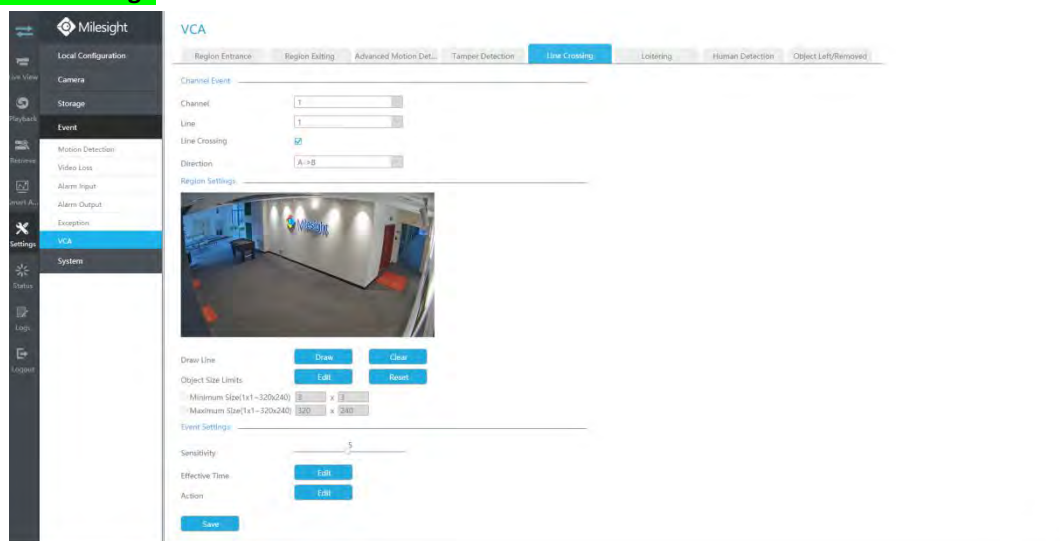 Milesight
VCA
Local Configuration
Region Entrance Region Exiting Advanced Motion Det... Tamper Detection Line Crossing Loitering Human Detection Object Left/Removed
Live View
Camera
Channel Event
Storage
Channel 1
Playback
Line 1
Event
Line Crossing
Retrieve
Motion Detection
Direction A->B
Video Loss
Region Settings
Smart A...
Alarm Input
Alarm Output
Exception
Milesight
Settings
VCA
System
Status
Logs
Logout
Draw Line Draw Clear
Object Size Limits Edit Reset
Minimum Size(1x1~320x240) 3 x 3
Maximum Size(1x1~320x240) 320 x 240
Event Settings
Sensitivity 5
Effective Time Edit
Action Edit
Save